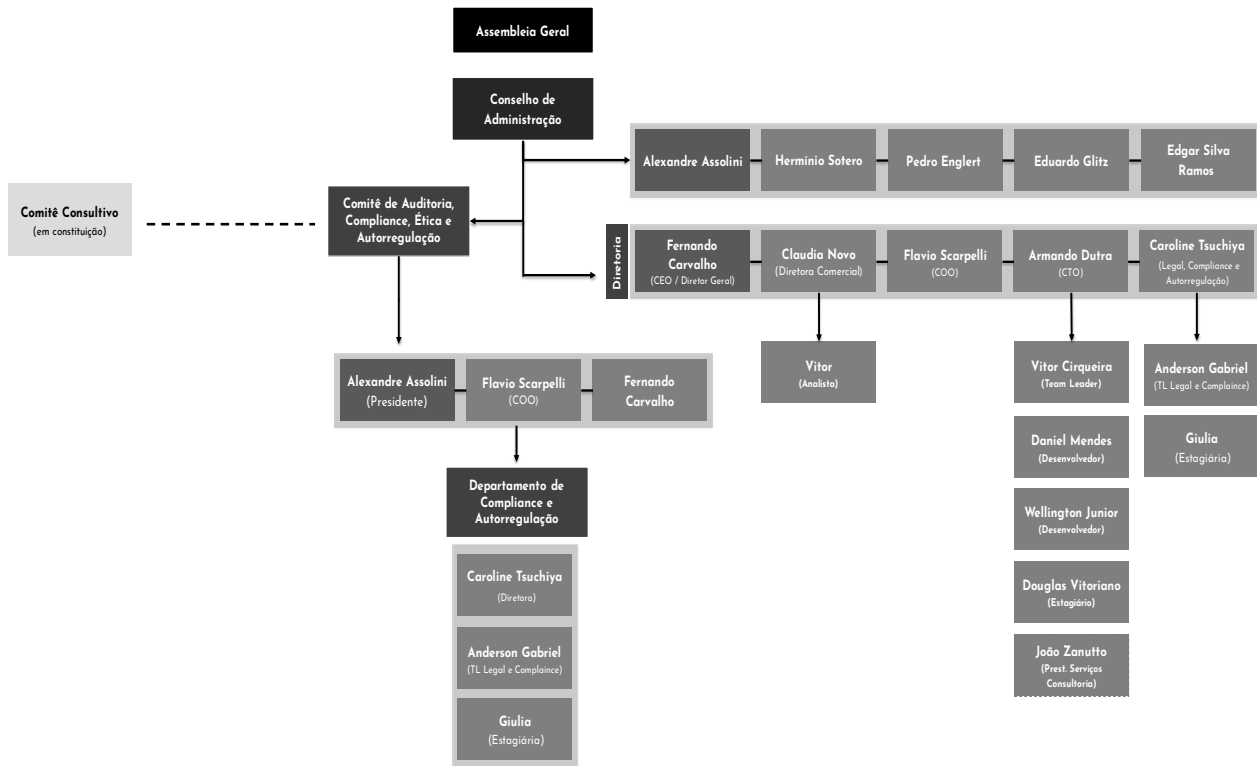 Assembleia Geral
Conselho de
Administração
Alexandre Assolini
Hermínio Sotero
Pedro Englert
Eduardo Glitz
Edgar Silva
Ramos
Comitê Consultivo
(em constituição)
Comitê de Auditoria,
Compliance, Ética e
Autorregulação
Diretoria
Fernando
Carvalho
(CEO / Diretor Geral)
Claudia Novo
(Diretora Comercial)
Flavio Scarpelli
(COO)
Armando Dutra
(CTO)
Caroline Tsuchiya
(Legal, Compliance e
Autorregulação)
Vitor
(Analista)
Vitor Cirqueira
(Team Leader)
Daniel Mendes
(Desenvolvedor)
Wellington Junior
(Desenvolvedor)
Douglas Vitoriano
(Estagiário)
João Zanutto
(Prest. Serviços
Consultoria)
Anderson Gabriel
(TL Legal e Complaince)
Giulia
(Estagiária)
Alexandre Assolini
(Presidente)
Flavio Scarpelli
(COO)
Fernando
Carvalho
Departamento de
Compliance e
Autorregulação
Caroline Tsuchiya
(Diretora)
Anderson Gabriel
(TL Legal e Complaince)
Giulia
(Estagiária)